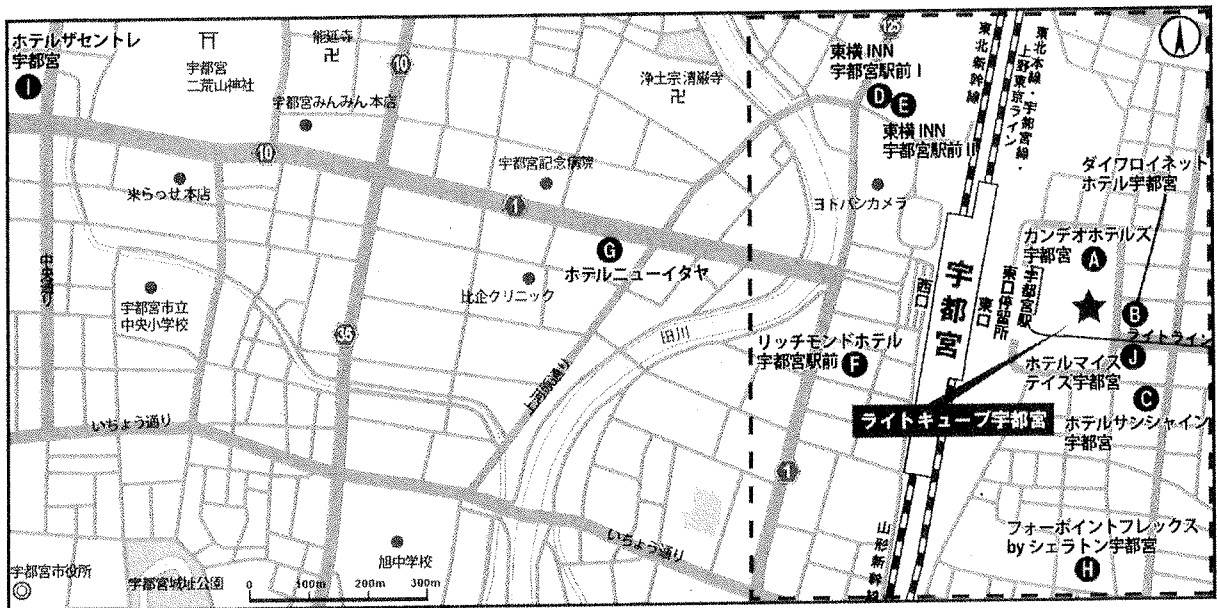 ホテルザセントレ
宇都宮
I
宇都宮
二荒山神社
能延寺
10
宇都宮みんみん本店
10
来らっせ本店
中央通り
宇都宮市立
中央小学校
35
いちょう通り
宇都宮市役所
宇都宮城址公園
0 100m 200m 300m
旭中学校
浄土宗清巌寺
宇都宮記念病院
1
G
ホテルニューイタヤ
比企クリニック
上河原通り
田川
いちょう通り
125
東横INN
宇都宮駅前 I
D E
東横INN
宇都宮駅前 II
ヨドバシカメラ
東北新幹線
東北本線・宇都宮線・
上野東京ライン
ダイワロイネット
ホテル宇都宮
カンデオホテルズ
宇都宮
A
西口
宇都宮
東口
宇都宮駅
東口停留所
B
ライトライン
リッチモンドホテル
宇都宮駅前
F
ホテルマイス
テイズ宇都宮
J
C
ライトキューブ宇都宮
ホテルサンシャイン
宇都宮
1
山形新幹線
フォーポイントフレックス
by シェラトン宇都宮
H